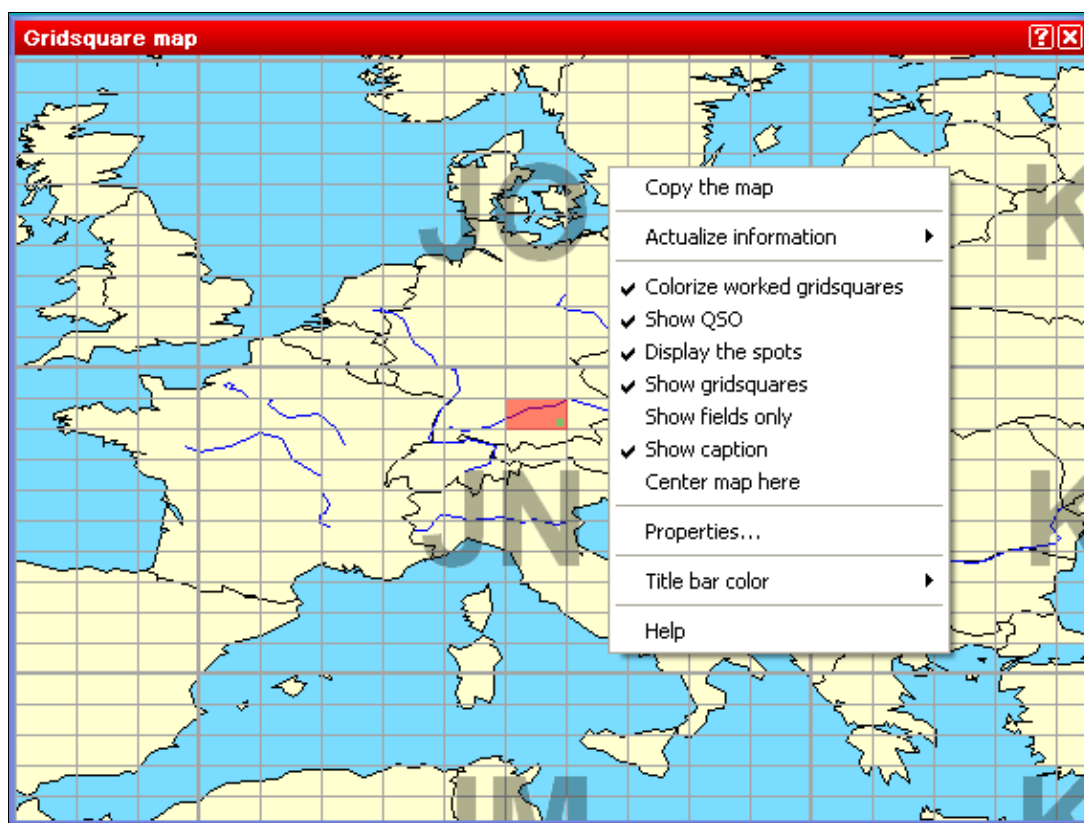 Gridsquare map
JO
K
Copy the map
Actualize information
Colorize worked gridsquares
Show QSO
Display the spots
Show gridsquares
Show fields only
Show caption
Center map here
JN
K
Properties...
Title bar color
Help
JM
K